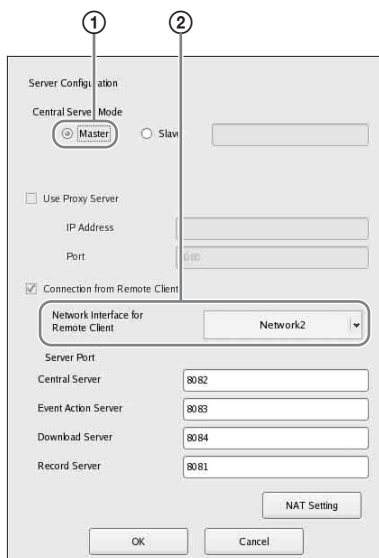 ① ②
Server Configuration
Central Server Mode
Master Slave
Use Proxy Server
IP Address
Port 8080
Connection from Remote Client
Network Interface for
Remote Client
Network2
Server Port
Central Server 8082
Event Action Server 8083
Download Server 8084
Record Server 8081
NAT Setting
OK Cancel